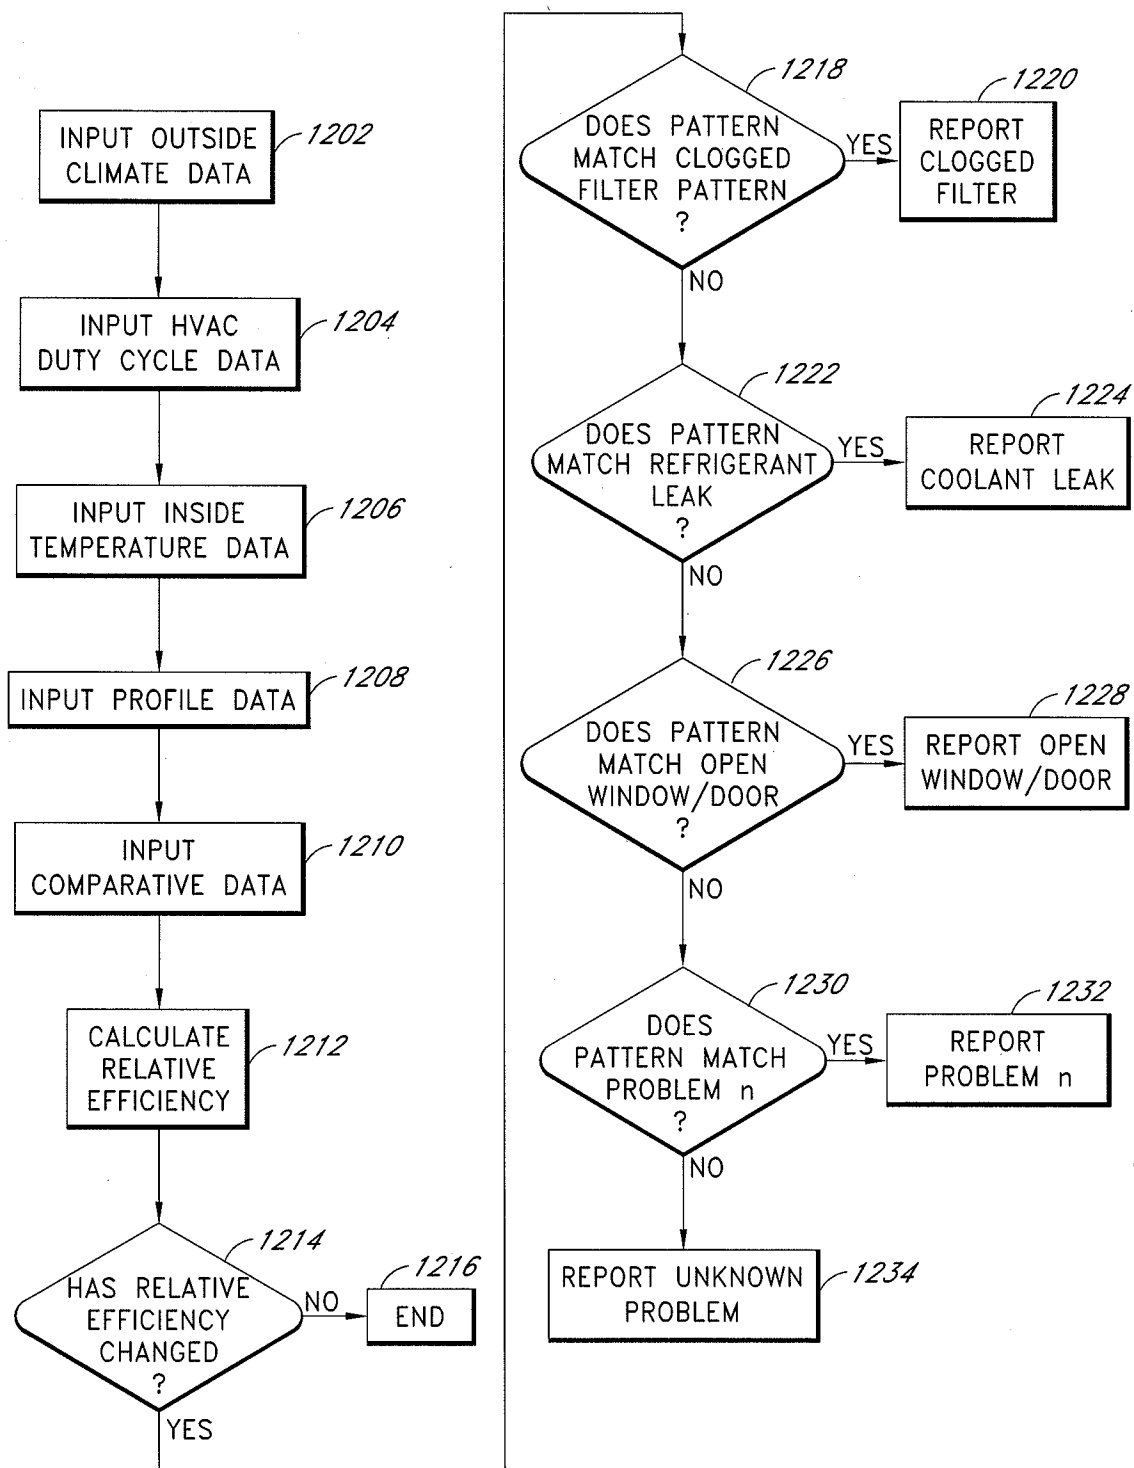 INPUT OUTSIDE
CLIMATE DATA
1202
INPUT HVAC
DUTY CYCLE DATA
1204
INPUT INSIDE
TEMPERATURE DATA
1206
INPUT PROFILE DATA
1208
INPUT
COMPARATIVE DATA
1210
CALCULATE
RELATIVE
EFFICIENCY
1212
HAS RELATIVE
EFFICIENCY
CHANGED
?
1214
NO
END
1216
YES
DOES PATTERN
MATCH CLOGGED
FILTER PATTERN
?
1218
YES
REPORT
CLOGGED
FILTER
1220
NO
DOES PATTERN
MATCH REFRIGERANT
LEAK
?
1222
YES
REPORT
COOLANT LEAK
1224
NO
DOES PATTERN
MATCH OPEN
WINDOW/DOOR
?
1226
YES
REPORT OPEN
WINDOW/DOOR
1228
NO
DOES
PATTERN MATCH
PROBLEM n
?
1230
YES
REPORT
PROBLEM n
1232
NO
REPORT UNKNOWN
PROBLEM
1234